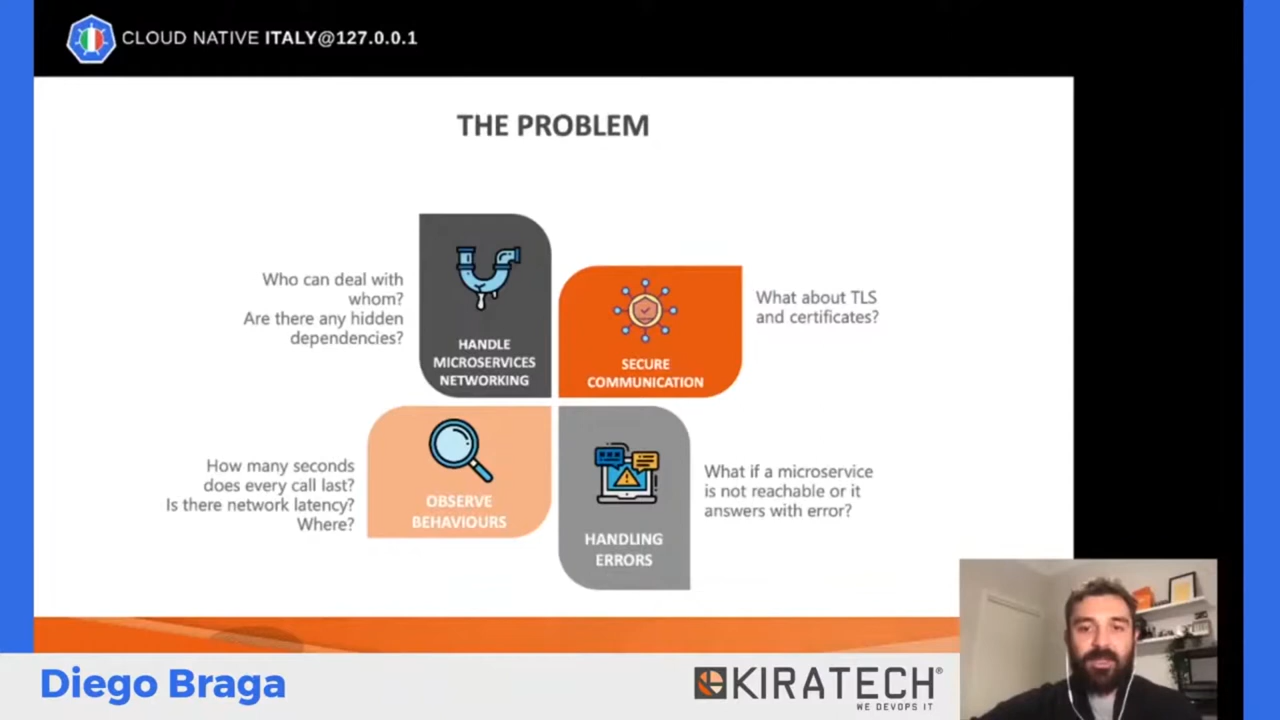 CLOUD NATIVE ITALY@127.0.0.1
THE PROBLEM
Who can deal with
whom?
Are there any hidden
dependencies?
HANDLE
MICROSERVICES
NETWORKING
SECURE
COMMUNICATION
What about TLS
and certificates?
How many seconds
does every call last?
Is there network latency?
Where?
OBSERVE
BEHAVIOURS
HANDLING
ERRORS
What if a microservice
is not reachable or it
answers with error?
Diego Braga
KIRATECH®
WE DEVOPS IT